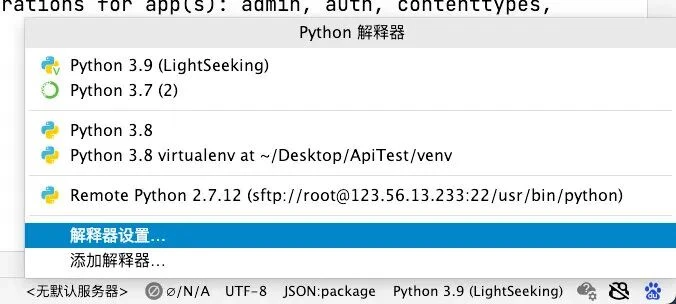 rations for app(s): admin, auth, contenttypes,
Python 解释器
Python 3.9 (LightSeeking)
Python 3.7 (2)
Python 3.8
Python 3.8 virtualenv at ~/Desktop/ApiTest/venv
Remote Python 2.7.12 (sftp://root@123.56.13.233:22/usr/bin/python)
解释器设置...
添加解释器...
<无默认服务器> ∅/N/A UTF-8 JSON:package Python 3.9 (LightSeeking) du